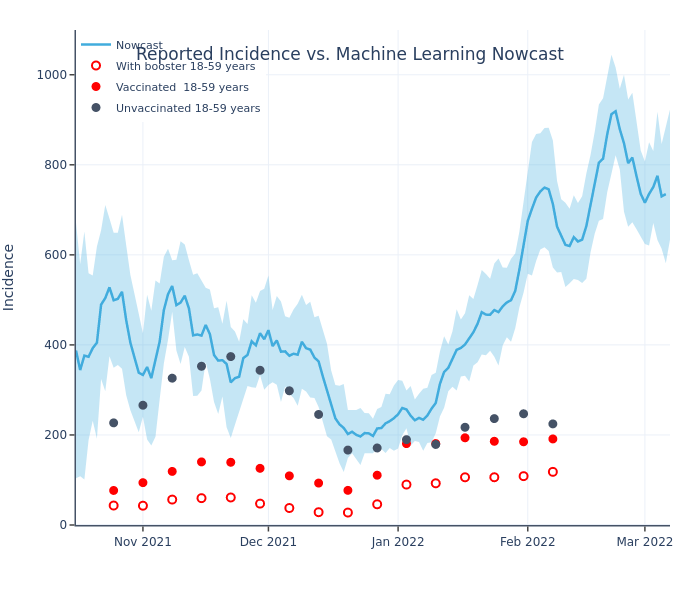 Reported Incidence vs. Machine Learning Nowcast
Nowcast
With booster 18-59 years
Vaccinated  18-59 years
Unvaccinated 18-59 years
Incidence
1000
800
600
400
200
0
Nov 2021
Dec 2021
Jan 2022
Feb 2022
Mar 2022